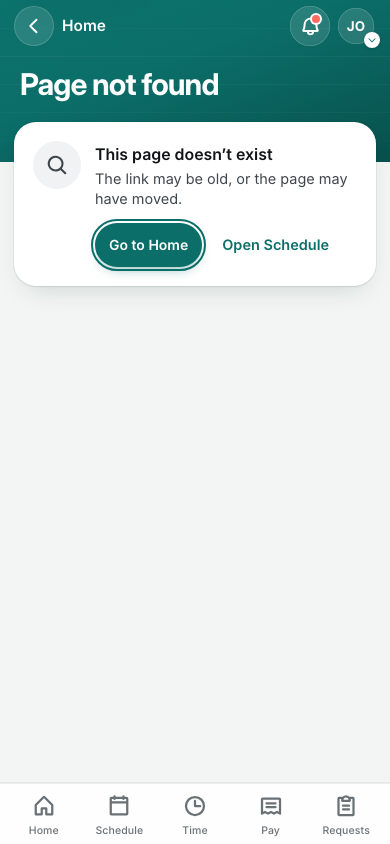 Home
JO
Page not found
This page doesn’t exist
The link may be old, or the page may
have moved.
Go to Home
Open Schedule
Home
Schedule
Time
Pay
Requests